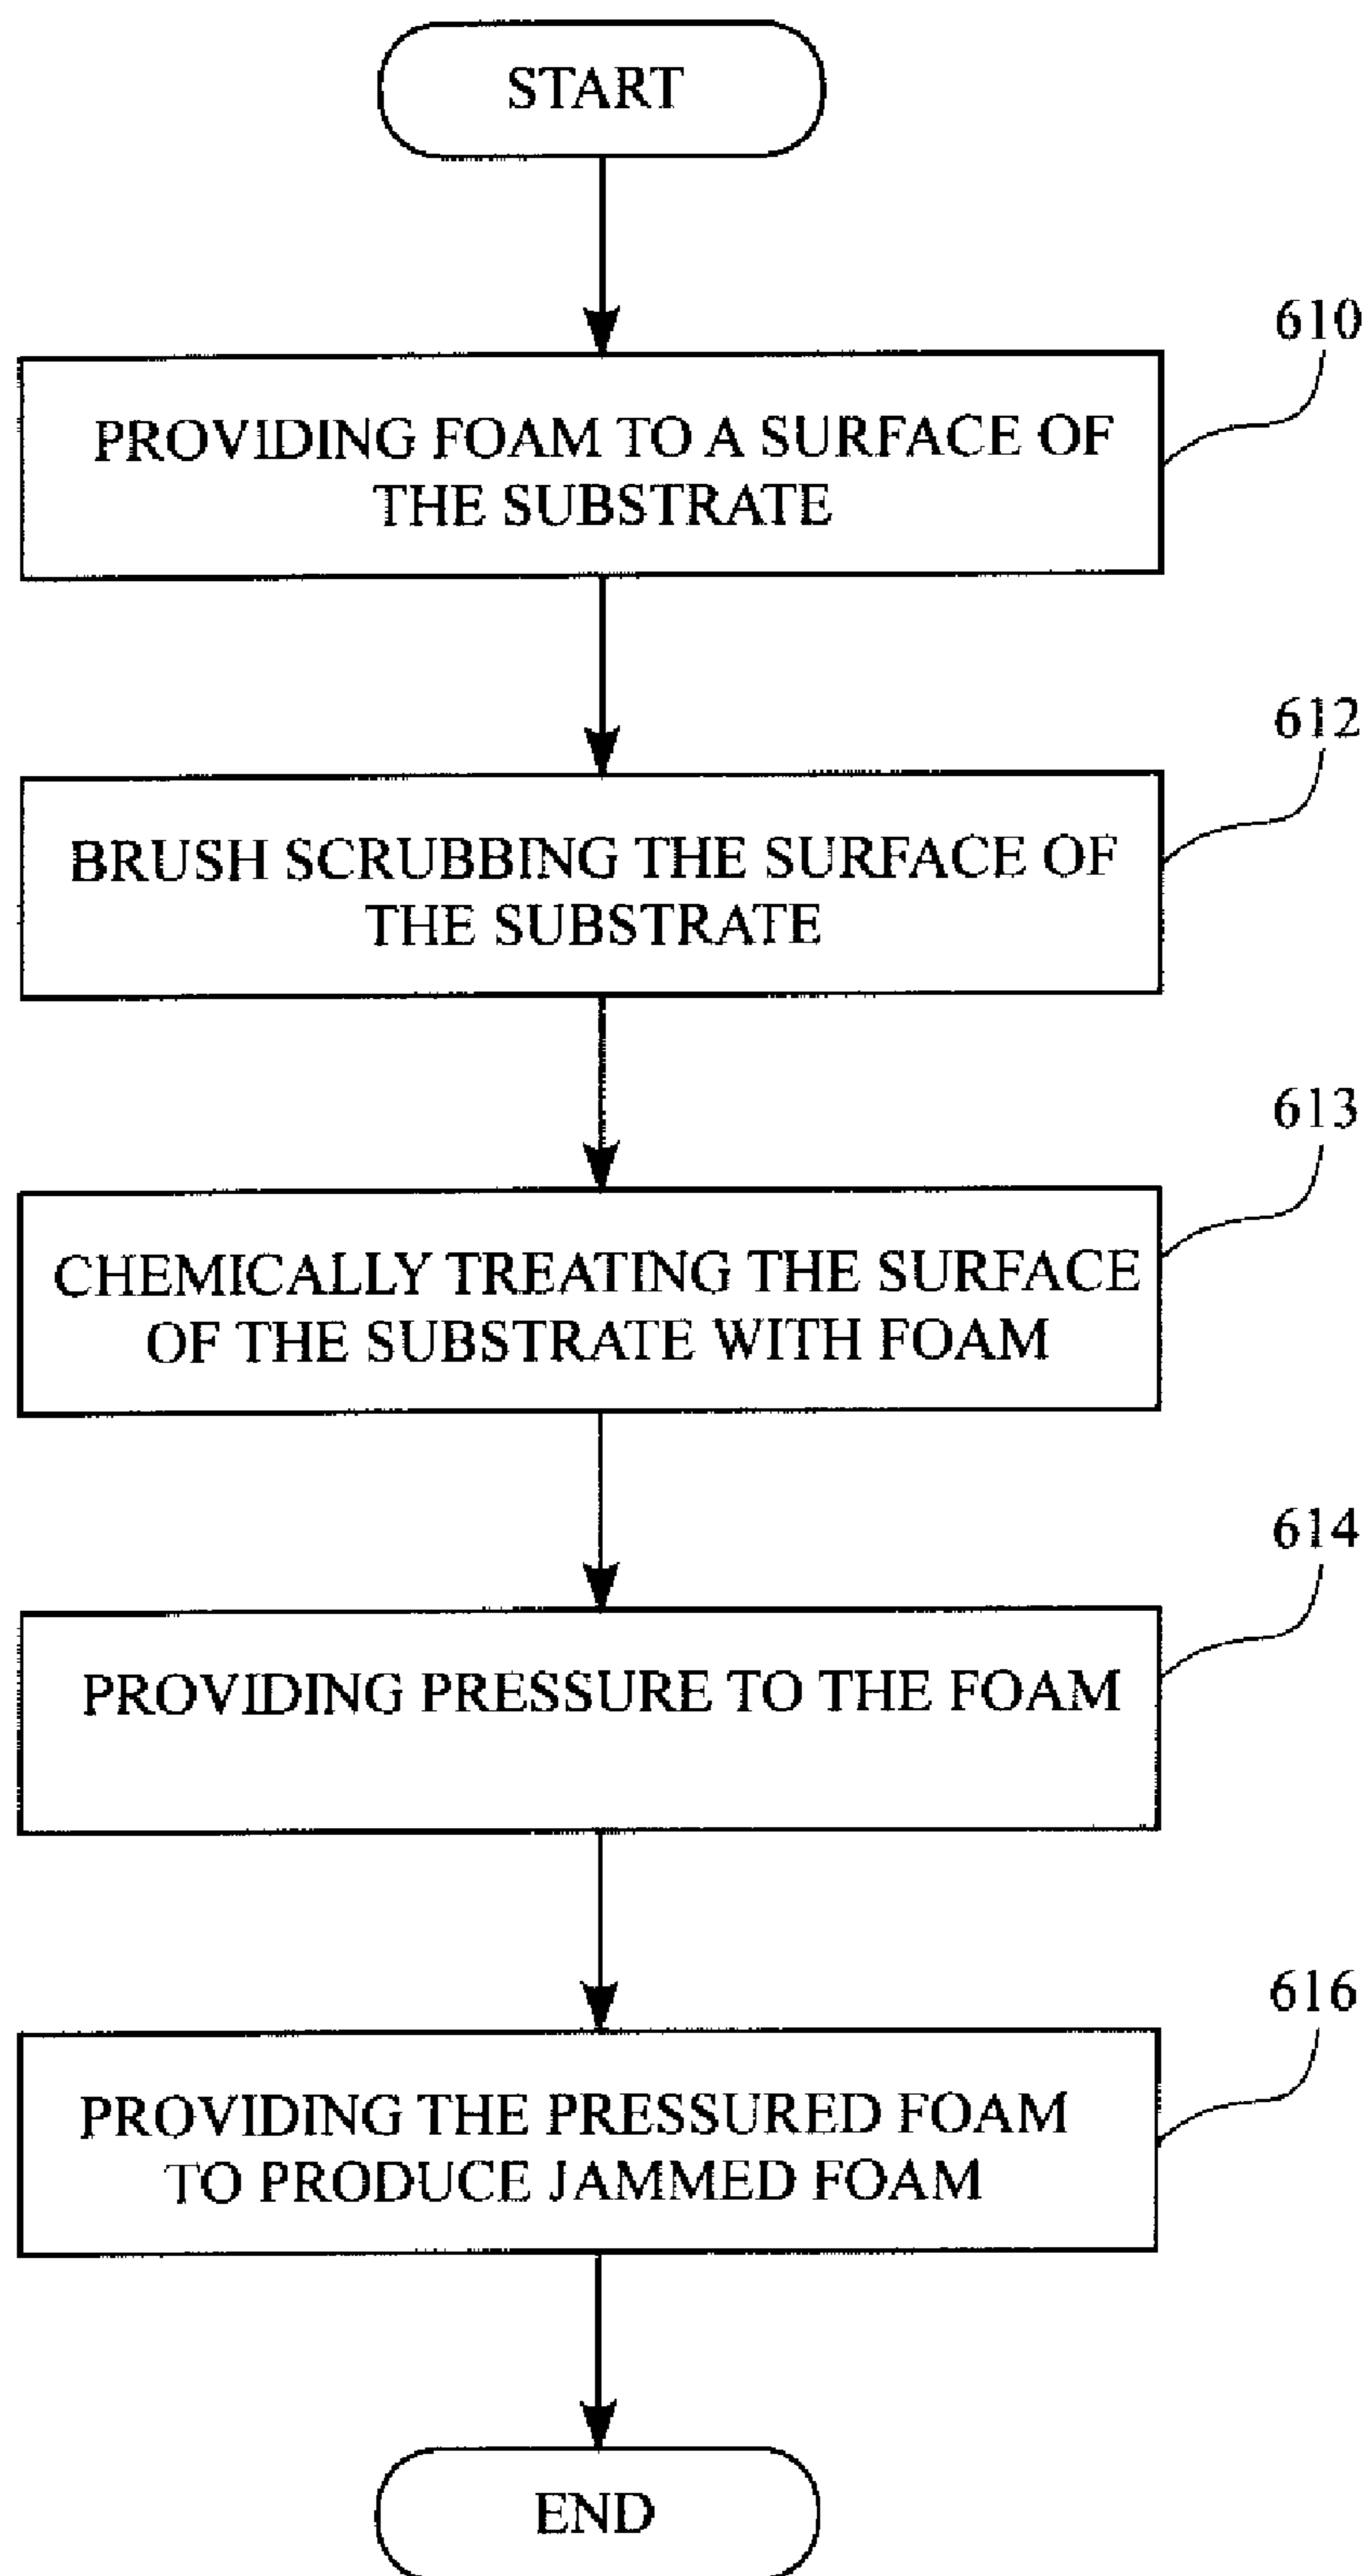 START
610
PROVIDING FOAM TO A SURFACE OF
THE SUBSTRATE
612
BRUSH SCRUBBING THE SURFACE OF
THE SUBSTRATE
613
CHEMICALLY TREATING THE SURFACE
OF THE SUBSTRATE WITH FOAM
614
PROVIDING PRESSURE TO THE FOAM
616
PROVIDING THE PRESSURED FOAM
TO PRODUCE JAMMED FOAM
END